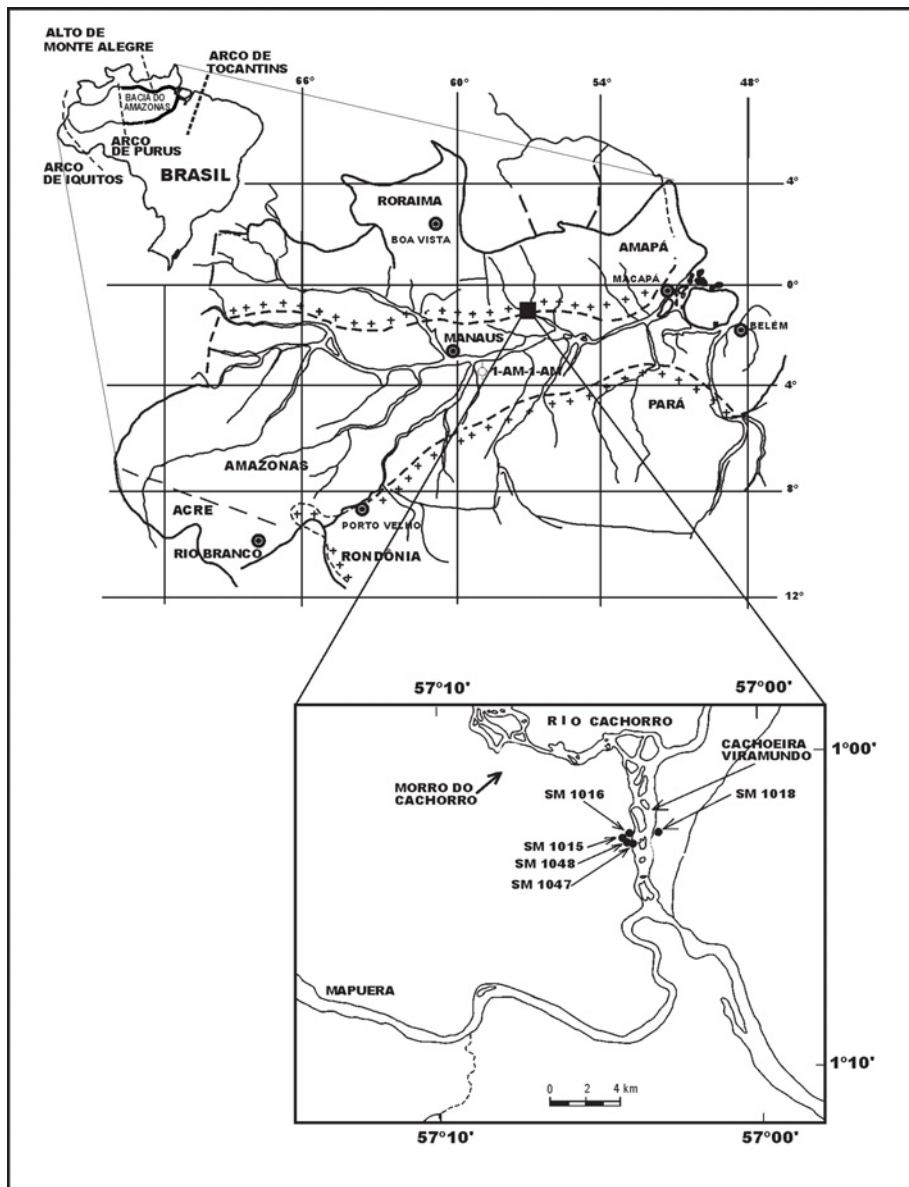 ALTO DE
MONTE ALEGRE
ARCO DE
TOCANTINS
BACIA DO
AMAZONAS
ARCO
DE PURUS
ARCO
DE IQUITOS
BRASIL
66°
60°
54°
48°
4°
RORAIMA
BOA VISTA
AMAPÁ
MACAPÁ
0°
MANAUS
BELÉM
1-AM-1-AM
4°
PARÁ
AMAZONAS
8°
ACRE
PORTO VELHO
RIO BRANCO
RONDÔNIA
12°
57°10'
57°00'
RIO CACHORRO
1°00'
CACHOEIRA
VIRAMUNDO
MORRO DO
CACHORRO
SM 1016
SM 1018
SM 1015
SM 1048
SM 1047
MAPUERA
1°10'
0 2 4 km
57°10'
57°00'